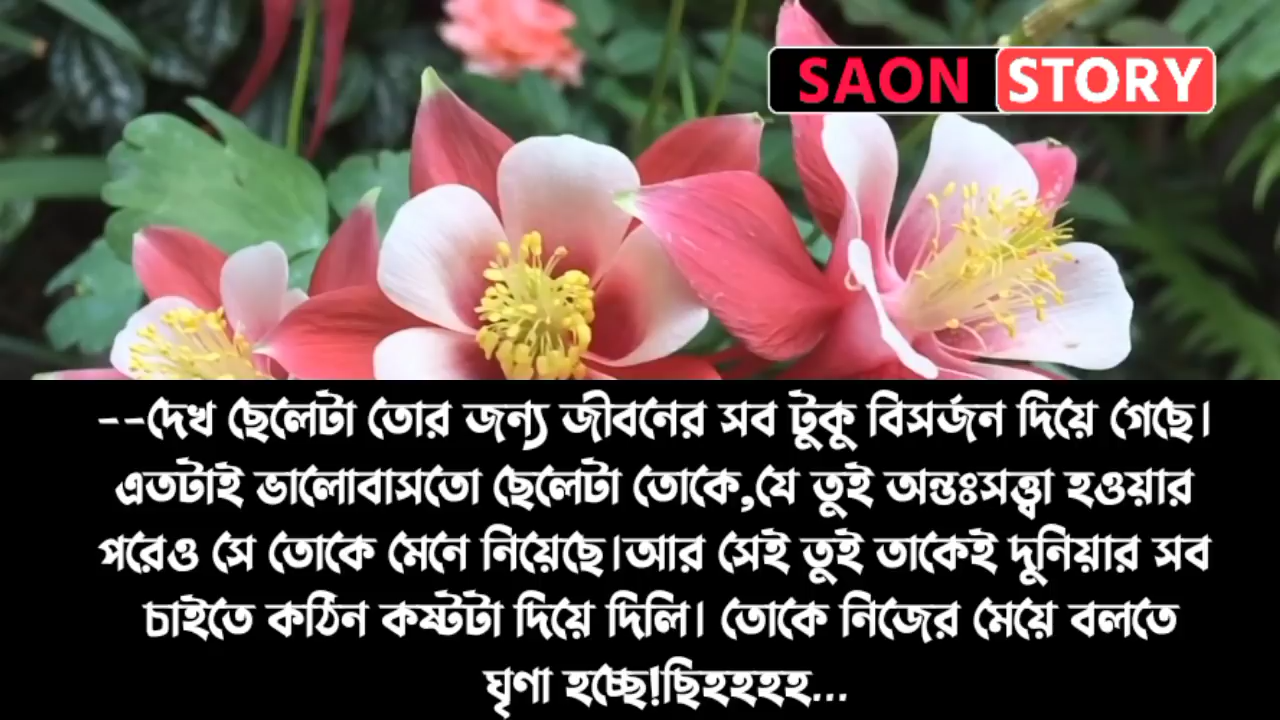 SAON STORY
--দেখ ছেলেটা তোর জন্য জীবনের সব টুকু বিসর্জন দিয়ে গেছে।
এতটাই ভালোবাসতো ছেলেটা তোকে,যে তুই অন্তঃসত্ত্বা হওয়ার
পরেও সে তোকে মেনে নিয়েছে।আর সেই তুই তাকেই দুনিয়ার সব
চাইতে কঠিন কষ্টটা দিয়ে দিলি। তোকে নিজের মেয়ে বলতে
ঘৃণা হচ্ছে!ছিহহহহ...